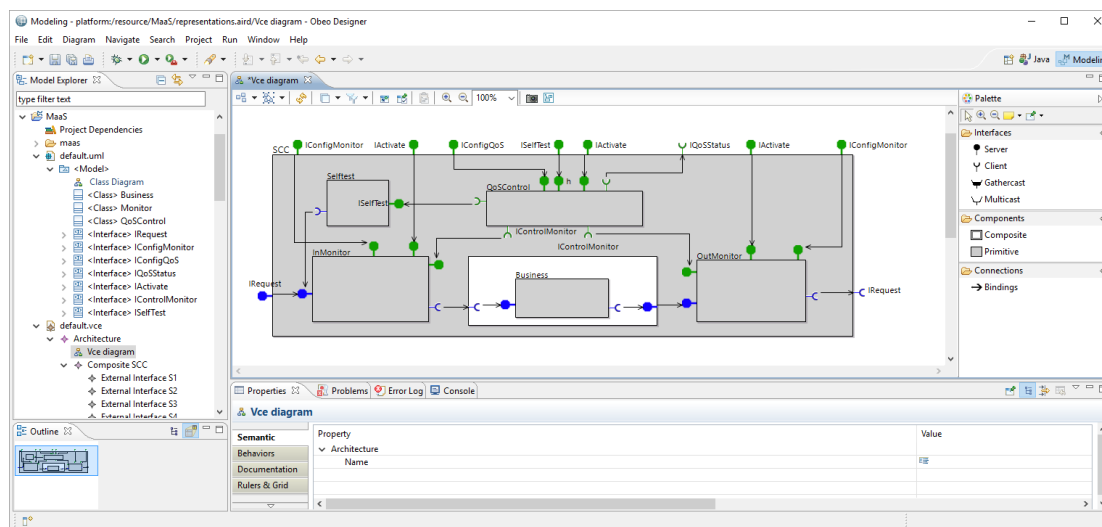 Modeling - platform:/resource/MaaS/representations.aird/Vce diagram - Obeo Designer
File Edit Diagram Navigate Search Project Run Window Help
Java Modelin
Model Explorer
type filter text
MaaS
Project Dependencies
maas
default.uml
<Model>
Class Diagram
<Class> Business
<Class> Monitor
<Class> QoSControl
<Interface> IRequest
<Interface> IConfigMonitor
<Interface> IConfigQoS
<Interface> IQoSStatus
<Interface> IActivate
<Interface> IControlMonitor
<Interface> ISelfTest
default.vce
Architecture
Vce diagram
Composite SCC
External Interface S1
External Interface S2
External Interface S3
External Interface S4
Outline
*Vce diagram
100%
SCC IConfigMonitor IActivate IConfigQoS ISelfTest IActivate IQoSStatus IActivate IConfigMonitor
Selftest
h
QoSControl
ISelfTest
IControlMonitor
IControlMonitor
InMonitor
OutMonitor
Business
IRequest
IRequest
Palette
Interfaces
Server
Client
Gathercast
Multicast
Components
Composite
Primitive
Connections
Bindings
Properties Problems Error Log Console
Vce diagram
Semantic
Behaviors
Documentation
Rulers & Grid
Property Value
Architecture
Name